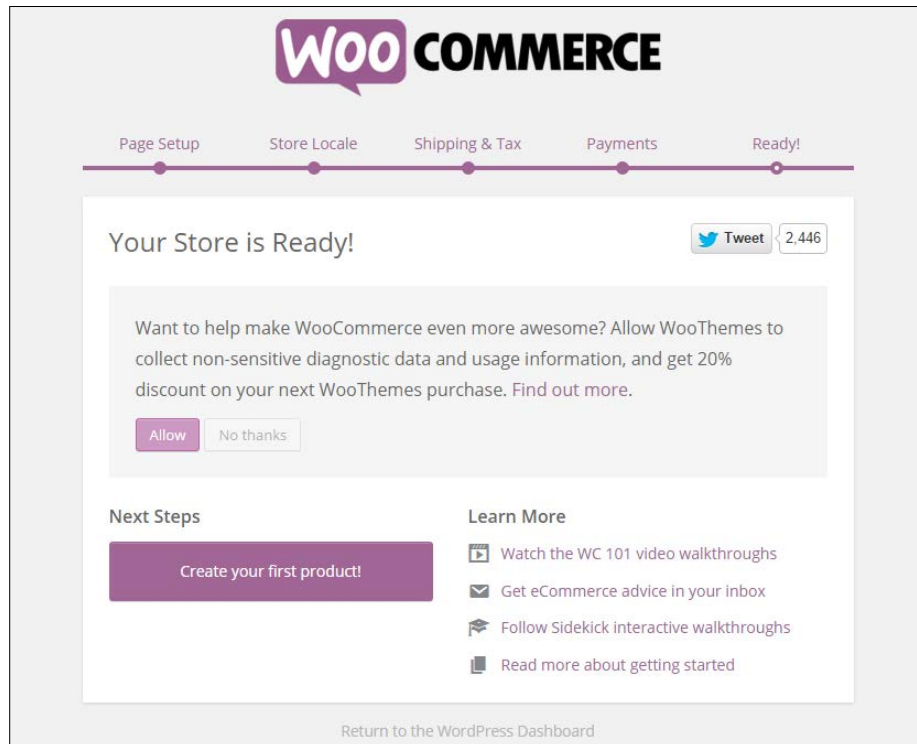 WOO COMMERCE
Page Setup Store Locale Shipping & Tax Payments Ready!
Your Store is Ready!
Tweet 2,446
Want to help make WooCommerce even more awesome? Allow WooThemes to
collect non-sensitive diagnostic data and usage information, and get 20%
discount on your next WooThemes purchase. Find out more.
Allow No thanks
Next Steps
Create your first product!
Learn More
Watch the WC 101 video walkthroughs
Get eCommerce advice in your inbox
Follow Sidekick interactive walkthroughs
Read more about getting started
Return to the WordPress Dashboard